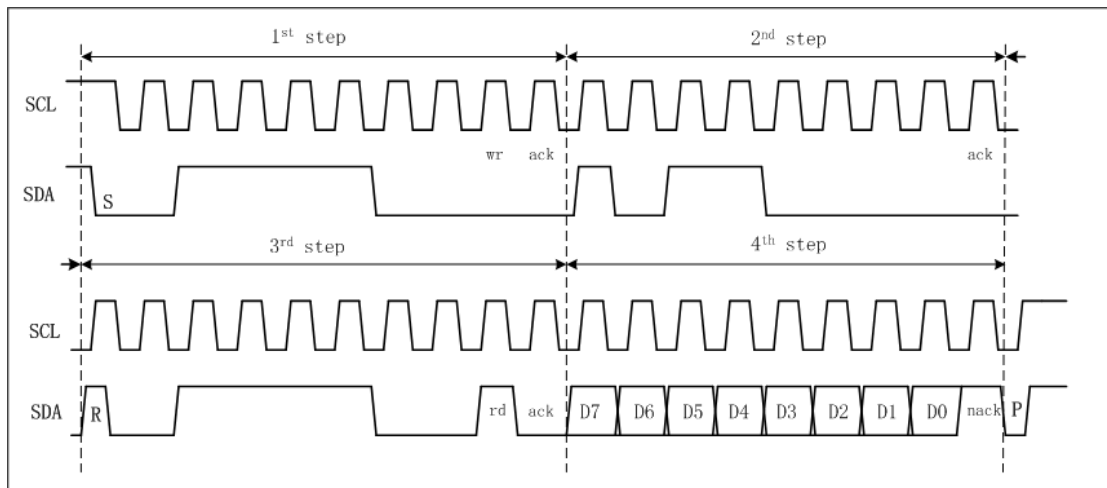 1st step 2nd step
SCL
wr ack ack
SDA S
3rd step 4th step
SCL
SDA R rd ack D7 D6 D5 D4 D3 D2 D1 D0 nack P